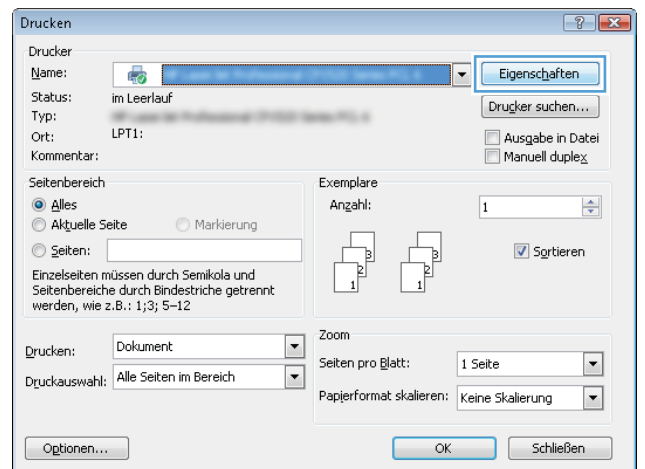 Drucken
Drucker
Name:
Eigenschaften
Status: im Leerlauf
Typ:
Drucker suchen...
Ort: LPT1:
Ausgabe in Datei
Kommentar:
Manuell duplex
Seitenbereich
Alles
Aktuelle Seite Markierung
Seiten:
Einzelseiten müssen durch Semikola und
Seitenbereiche durch Bindestriche getrennt
werden, wie z.B.: 1;3; 5–12
Exemplare
Anzahl: 1
3 3
2 2
1 1
Sortieren
Drucken: Dokument
Druckauswahl: Alle Seiten im Bereich
Zoom
Seiten pro Blatt: 1 Seite
Papierformat skalieren: Keine Skalierung
Optionen...
OK
Schließen